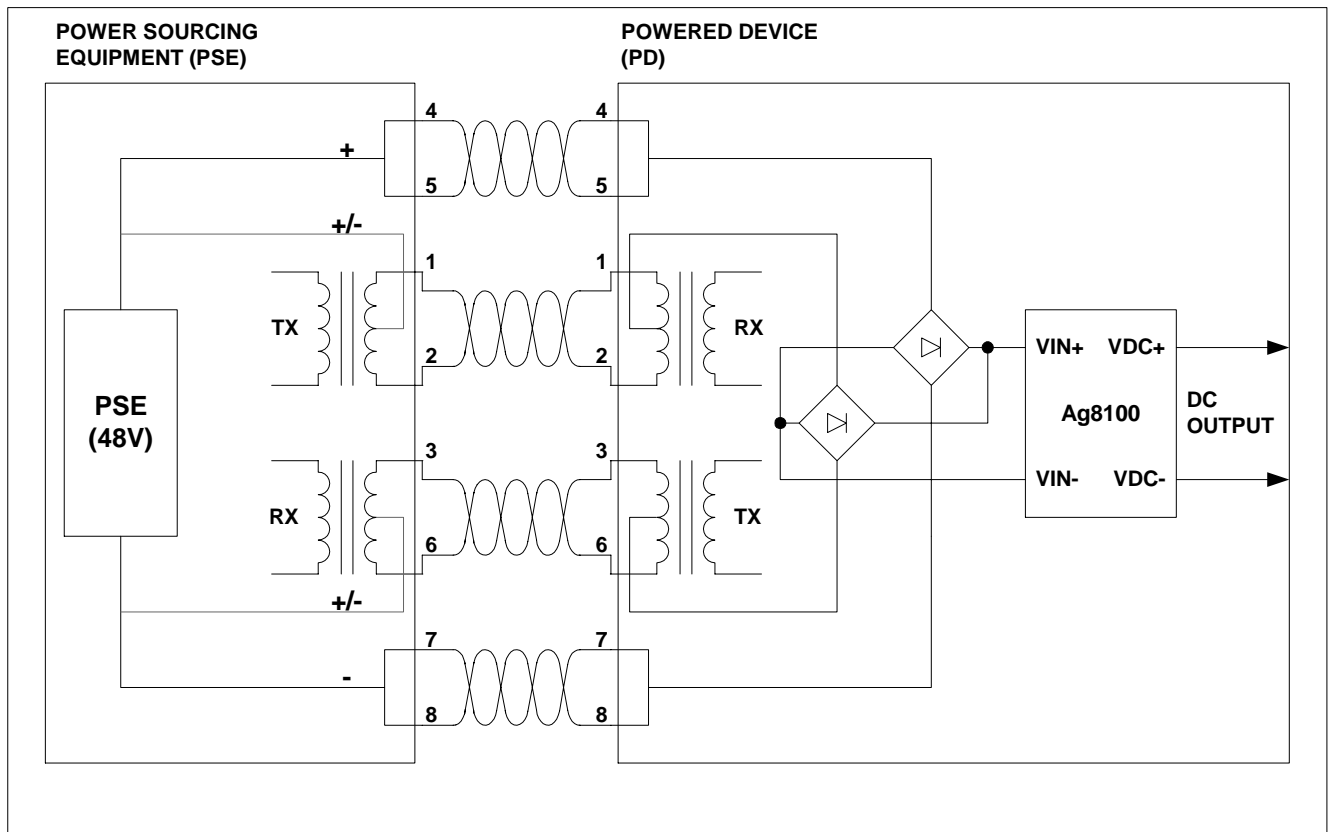 POWER SOURCING
EQUIPMENT (PSE)
POWERED DEVICE
(PD)
4
4
+
5
5
+/-
1
1
TX
RX
2
2
PSE
(48V)
VIN+
VDC+
Ag8100
DC
OUTPUT
VIN-
VDC-
3
3
RX
TX
6
6
+/-
7
7
-
8
8